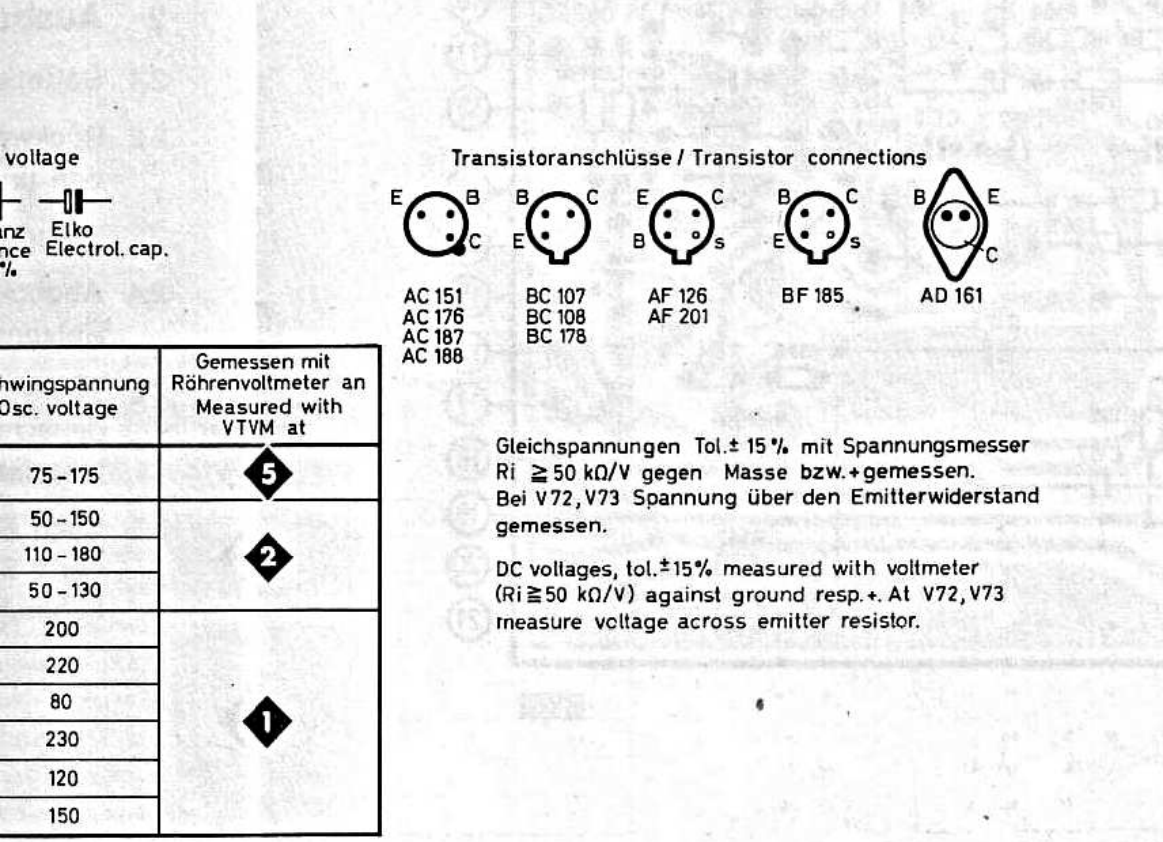 voltage
Elko
Electrol. cap.
%
Transistoranschlüsse / Transistor connections
E B C
B C E
E C B s
B C E s
B E C
AC 151
AC 176
AC 187
AC 188
BC 107
BC 108
BC 178
AF 126
AF 201
BF 185
AD 161
hwingspannung
Osc. voltage
Gemessen mit
Röhrenvoltmeter an
Measured with
VTVM at
75-175
5
50-150
110-180
50-130
2
200
220
80
230
120
150
1
Gleichspannungen Tol.± 15 % mit Spannungsmesser
Ri ≧ 50 kΩ/V gegen Masse bzw.+gemessen.
Bei V72,V73 Spannung über den Emitterwiderstand
gemessen.
DC voltages, tol.±15% measured with voltmeter
(Ri≧50 kΩ/V) against ground resp.+. At V72,V73
measure voltage across emitter resistor.